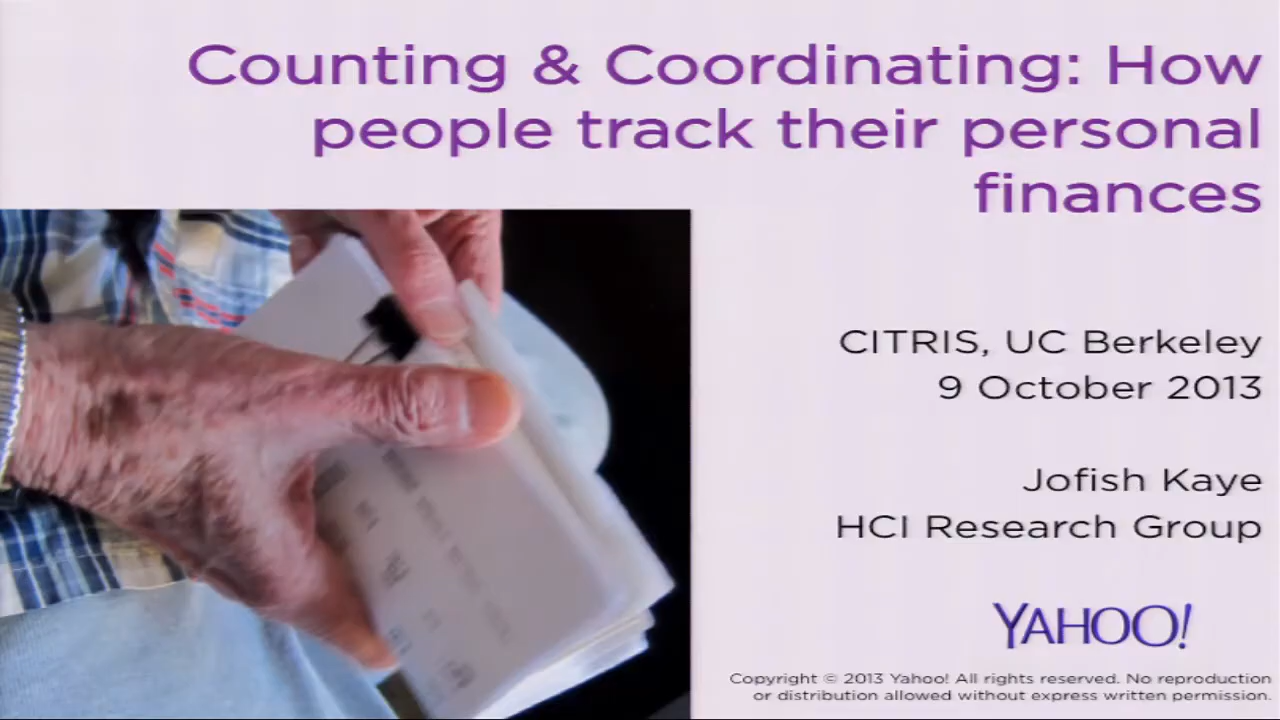 Counting & Coordinating: How
people track their personal
finances
CITRIS, UC Berkeley
9 October 2013
Jofish Kaye
HCI Research Group
YAHOO!
Copyright © 2013 Yahoo! All rights reserved. No reproduction
or distribution allowed without express written permission.